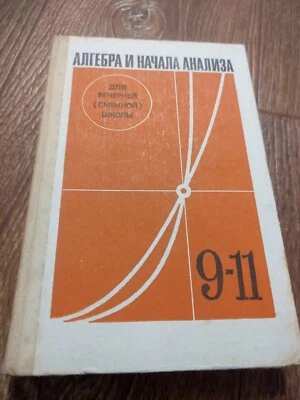 АЛГЕБРА И НАЧАЛА АНАЛИЗА
ДЛЯ
ВЕЧЕРНЕЙ
(СМЕННОЙ)
ШКОЛЫ
9-11